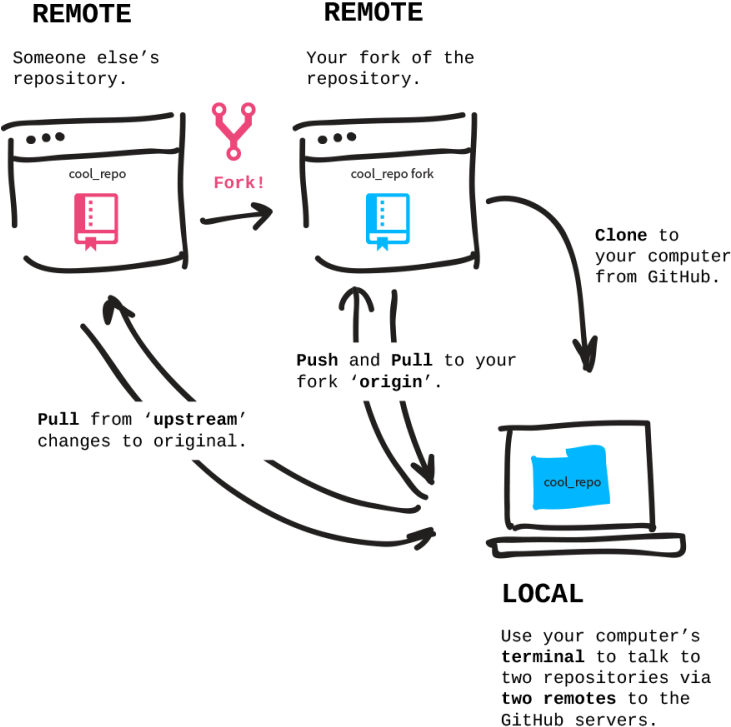 REMOTE
Someone else’s
repository.
cool_repo
Fork!
REMOTE
Your fork of the
repository.
cool_repo fork
Clone to
your computer
from GitHub.
Push and Pull to your
fork ‘origin’.
Pull from ‘upstream’
changes to original.
cool_repo
LOCAL
Use your computer’s
terminal to talk to
two repositories via
two remotes to the
GitHub servers.